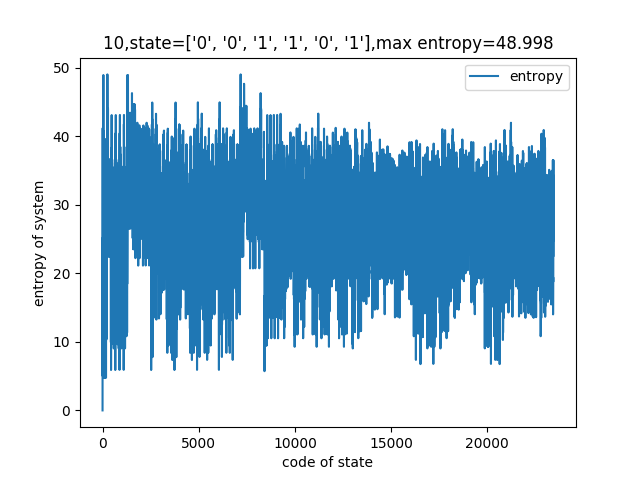 10,state=['0', '0', '1', '1', '0', '1'],max entropy=48.998
entropy
50
40
30
20
10
0
entropy of system
0 5000 10000 15000 20000
code of state